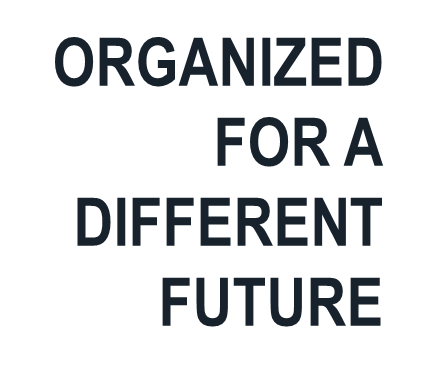 ORGANIZED
FOR A
DIFFERENT
FUTURE